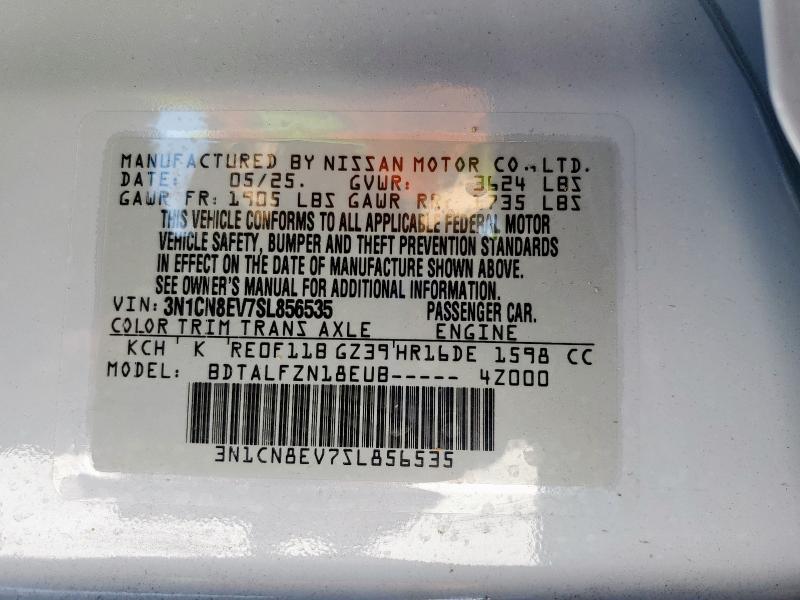 MANUFACTURED BY NISSAN MOTOR CO., LTD.
DATE: 05/25. GVWR: 3624 LBS
GAWR FR: 1905 LBS GAWR RR: 1735 LBS
THIS VEHICLE CONFORMS TO ALL APPLICABLE FEDERAL MOTOR
VEHICLE SAFETY, BUMPER AND THEFT PREVENTION STANDARDS
IN EFFECT ON THE DATE OF MANUFACTURE SHOWN ABOVE.
SEE OWNER'S MANUAL FOR ADDITIONAL INFORMATION.
VIN: 3N1CN8EV7SL856535 PASSENGER CAR.
COLOR TRIM TRANS AXLE ENGINE
KCH K RE0F11B GZ39 HR16DE 1598 CC
MODEL: BDTALFZN18EUB----- 4Z000
3N1CN8EV7SL856535